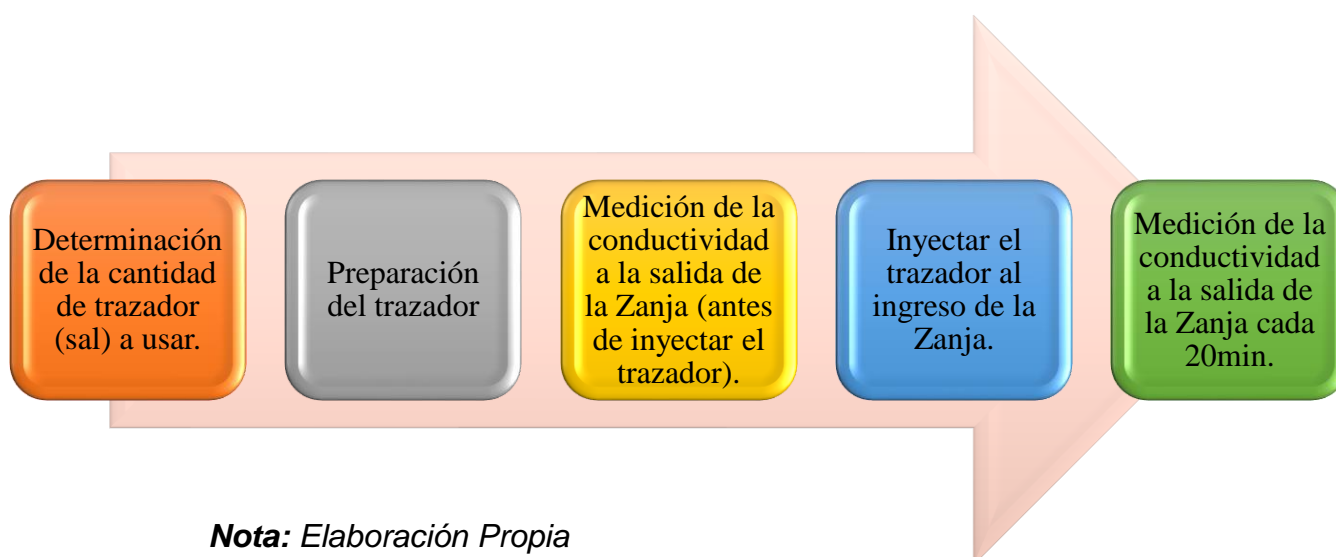 Determinación
de la cantidad
de trazador
(sal) a usar.
Preparación
del trazador
Medición de la
conductividad
a la salida de
la Zanja (antes
de inyectar el
trazador).
Inyectar el
trazador al
ingreso de la
Zanja.
Medición de la
conductividad
a la salida de
la Zanja cada
20min.
Nota: Elaboración Propia